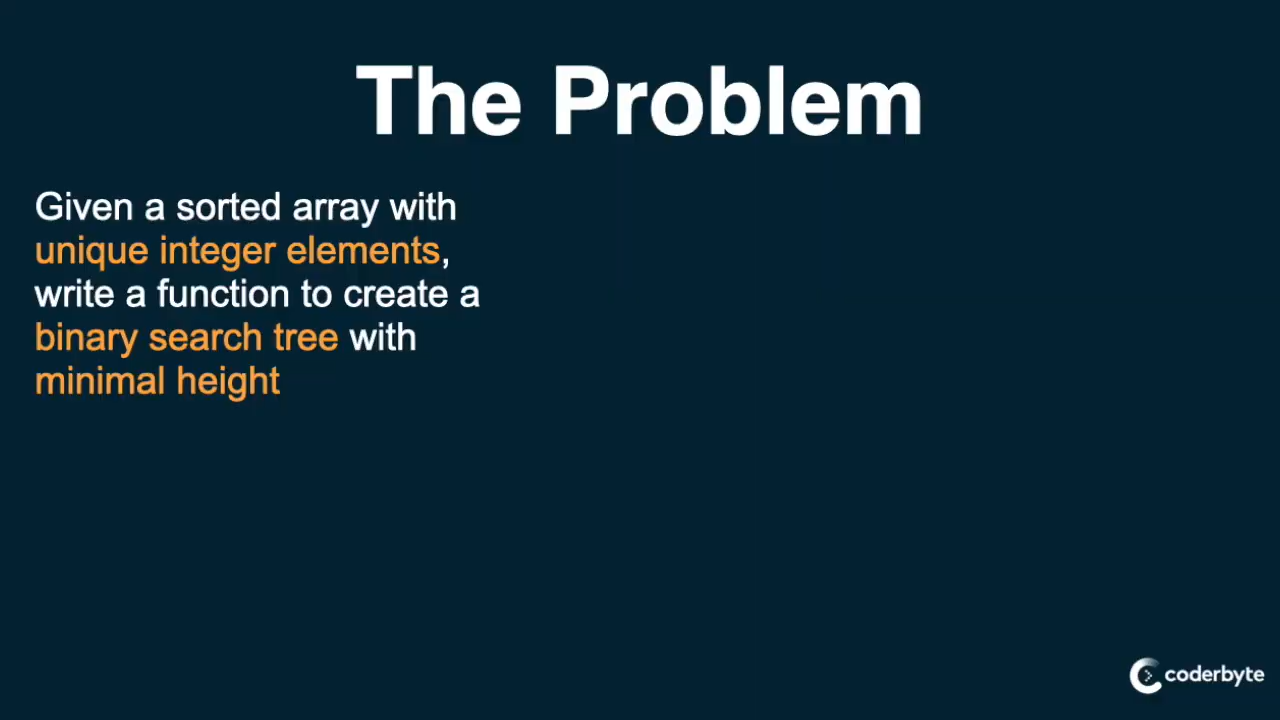 The Problem
Given a sorted array with
unique integer elements,
write a function to create a
binary search tree with
minimal height
coderbyte